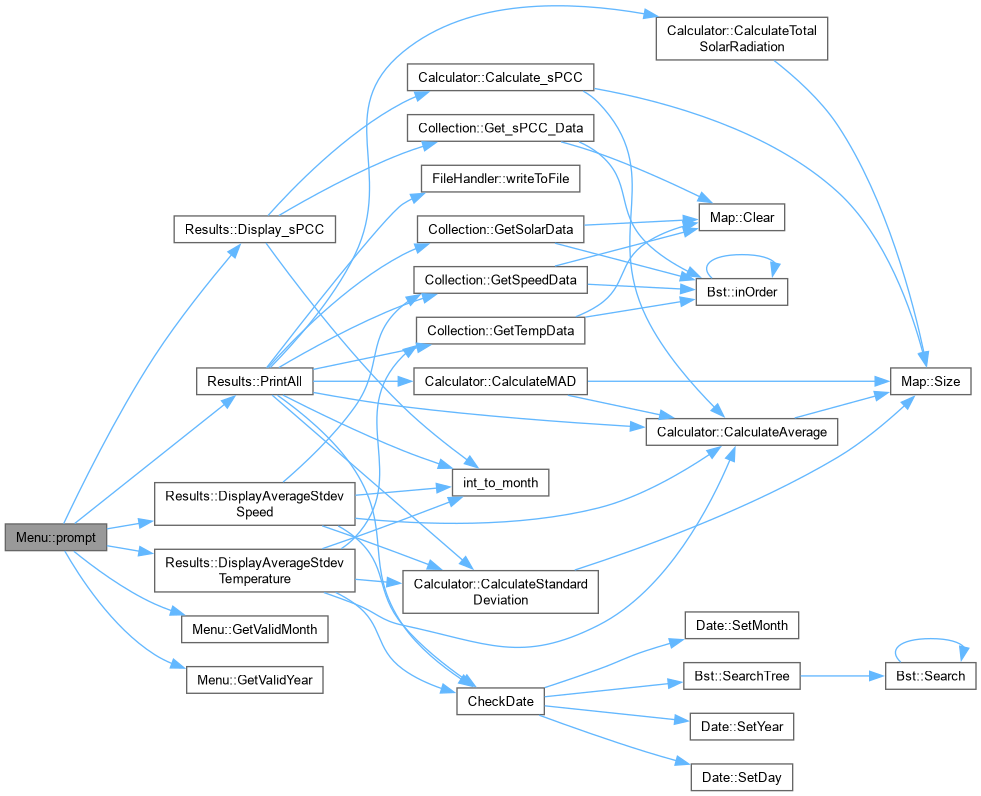 Calculator::CalculateTotal
SolarRadiation
Calculator::Calculate_sPCC
Collection::Get_sPCC_Data
FileHandler::writeToFile
Map::Clear
Results::Display_sPCC
Collection::GetSolarData
Collection::GetSpeedData
Bst::inOrder
Collection::GetTempData
Results::PrintAll
Calculator::CalculateMAD
Map::Size
Calculator::CalculateAverage
int_to_month
Results::DisplayAverageStdev
Speed
Menu::prompt
Results::DisplayAverageStdev
Temperature
Calculator::CalculateStandard
Deviation
Menu::GetValidMonth
Date::SetMonth
Menu::GetValidYear
Bst::SearchTree
Bst::Search
CheckDate
Date::SetYear
Date::SetDay